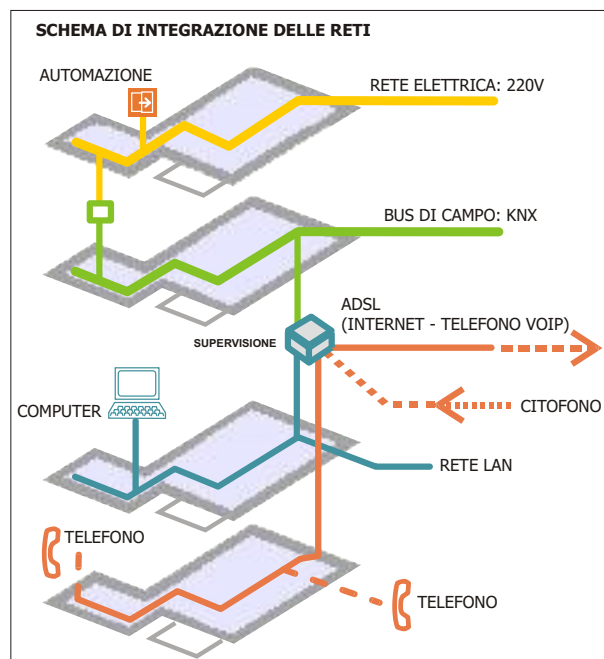 SCHEMA DI INTEGRAZIONE DELLE RETI
AUTOMAZIONE
RETE ELETTRICA: 220V
BUS DI CAMPO: KNX
ADSL
(INTERNET - TELEFONO VOIP)
SUPERVISIONE
COMPUTER
CITOFONO
RETE LAN
TELEFONO
TELEFONO